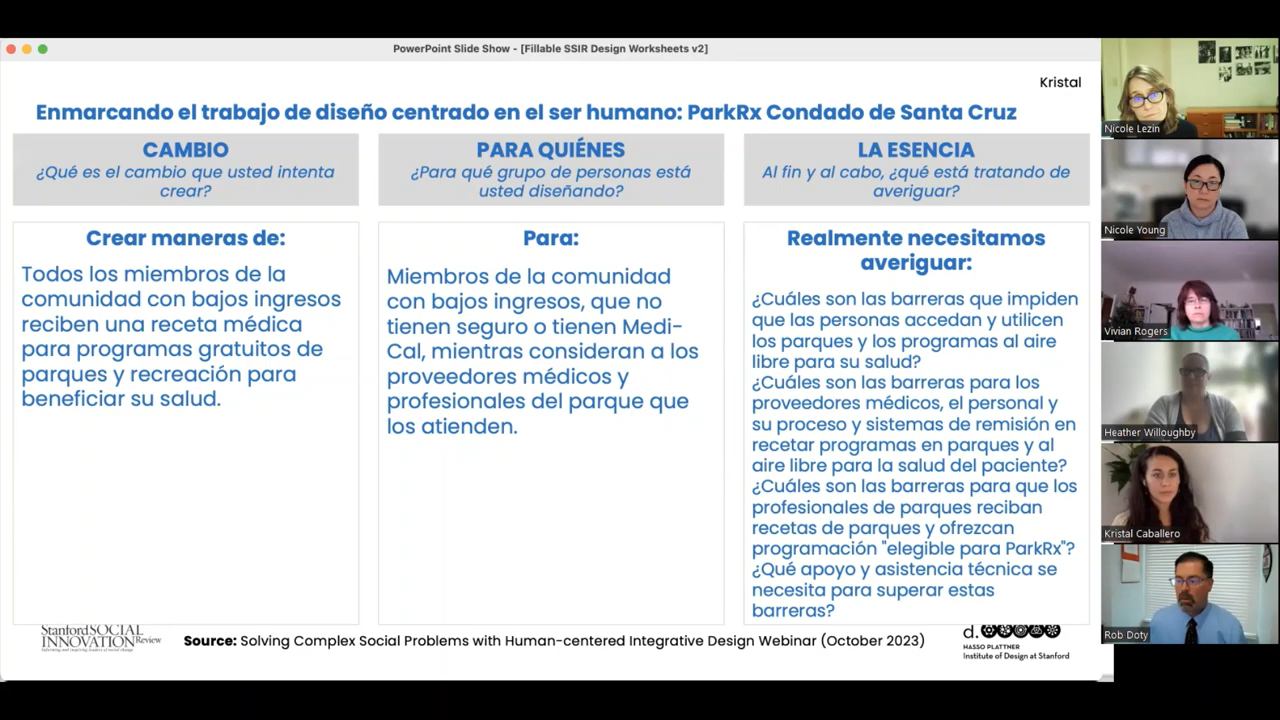 PowerPoint Slide Show - [Fillable SSIR Design Worksheets v2]
Kristal
Enmarcando el trabajo de diseño centrado en el ser humano: ParkRx Condado de Santa Cruz
CAMBIO
¿Qué es el cambio que usted intenta
crear?
PARA QUIÉNES
¿Para qué grupo de personas está
usted diseñando?
LA ESENCIA
Al fin y al cabo, ¿qué está tratando de
averiguar?
Crear maneras de:
Todos los miembros de la
comunidad con bajos ingresos
reciben una receta médica
para programas gratuitos de
parques y recreación para
beneficiar su salud.
Para:
Miembros de la comunidad
con bajos ingresos, que no
tienen seguro o tienen Medi-
Cal, mientras consideran a los
proveedores médicos y
profesionales del parque que
los atienden.
Realmente necesitamos
averiguar:
¿Cuáles son las barreras que impiden
que las personas accedan y utilicen
los parques y los programas al aire
libre para su salud?
¿Cuáles son las barreras para los
proveedores médicos, el personal y
su proceso y sistemas de remisión en
recetar programas en parques y al
aire libre para la salud del paciente?
¿Cuáles son las barreras para que los
profesionales de parques reciban
recetas de parques y ofrezcan
programación "elegible para ParkRx"?
¿Qué apoyo y asistencia técnica se
necesita para superar estas
barreras?
Stanford SOCIAL
INNOVATION Review
Informing and inspiring leaders of social change
Source: Solving Complex Social Problems with Human-centered Integrative Design Webinar (October 2023)
d.
HASSO PLATTNER
Institute of Design at Stanford
Nicole Lezin
Nicole Young
Vivian Rogers
Heather Willoughby
Kristal Caballero
Rob Doty